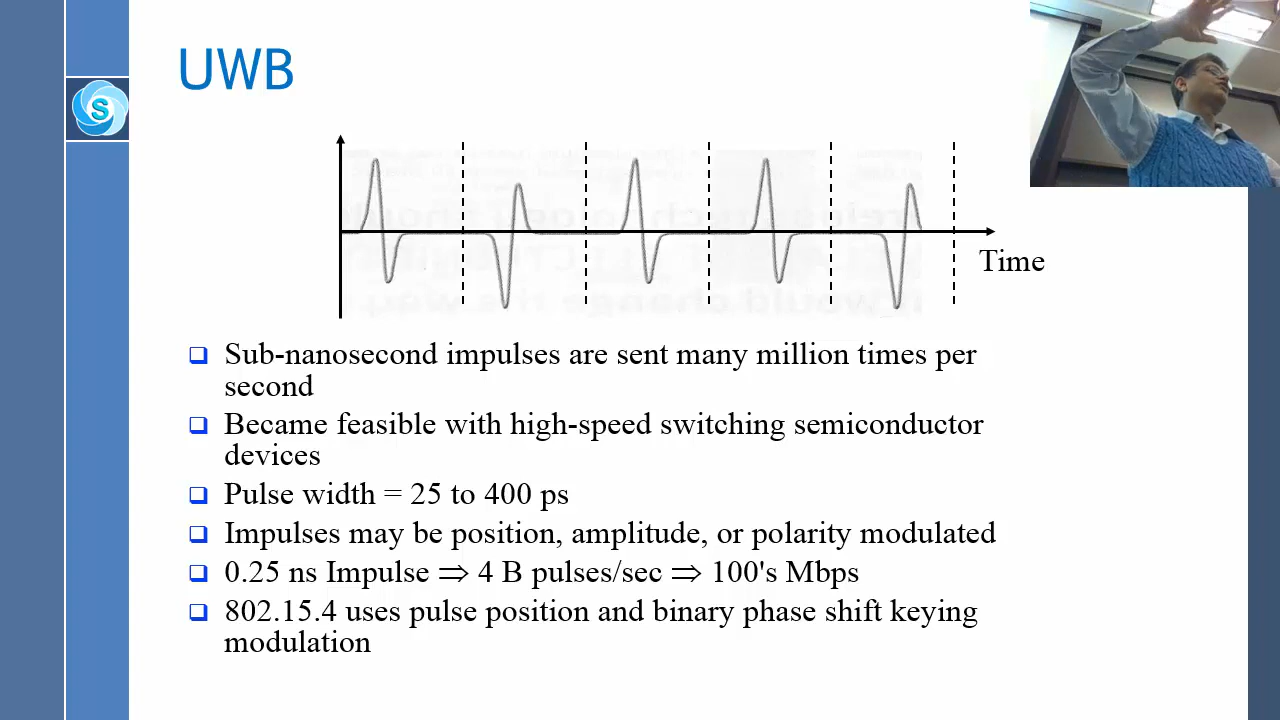 UWB
S
Time
Sub-nanosecond impulses are sent many million times per
second
Became feasible with high-speed switching semiconductor
devices
Pulse width = 25 to 400 ps
Impulses may be position, amplitude, or polarity modulated
0.25 ns Impulse ⇒ 4 B pulses/sec ⇒ 100's Mbps
802.15.4 uses pulse position and binary phase shift keying
modulation